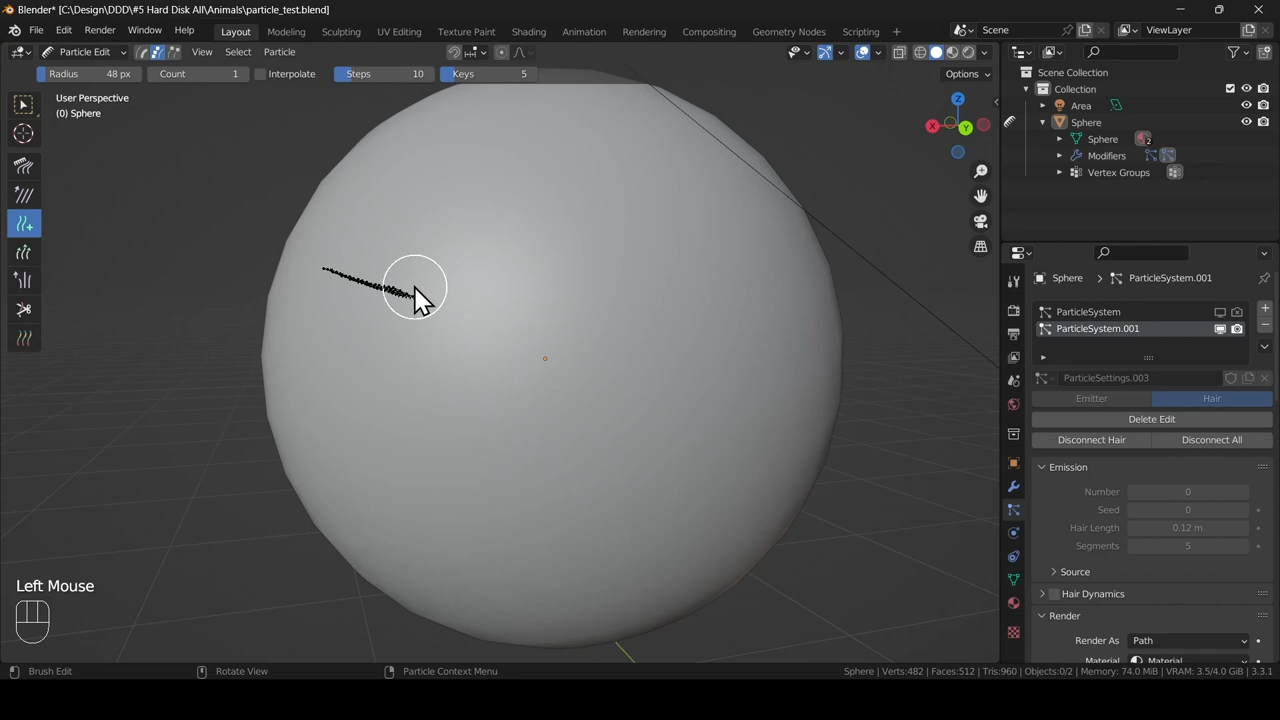 Blender* [C:\Design\DDD\#5 Hard Disk All\Animals\particle_test.blend]
File Edit Render Window Help Layout Modeling Sculpting UV Editing Texture Paint Shading Animation Rendering Compositing Geometry Nodes Scripting + Scene ViewLayer
Particle Edit View Select Particle
Radius 48 px Count 1 Interpolate Steps 10 Keys 5 Options
User Perspective
(0) Sphere
Z
X
Y
Scene Collection
Collection
Area
Sphere
Sphere 2
Modifiers
Vertex Groups
Sphere > ParticleSystem.001
ParticleSystem
ParticleSystem.001
ParticleSettings.003
Emitter Hair
Delete Edit
Disconnect Hair Disconnect All
Emission
Number 0
Seed 0
Hair Length 0.12 m
Segments 5
Source
Hair Dynamics
Render
Render As Path
Material Material
Left Mouse
Brush Edit Rotate View Particle Context Menu Sphere | Verts:482 | Faces:512 | Tris:960 | Objects:0/2 | Memory: 74.0 MiB | VRAM: 3.5/4.0 GiB | 3.3.1